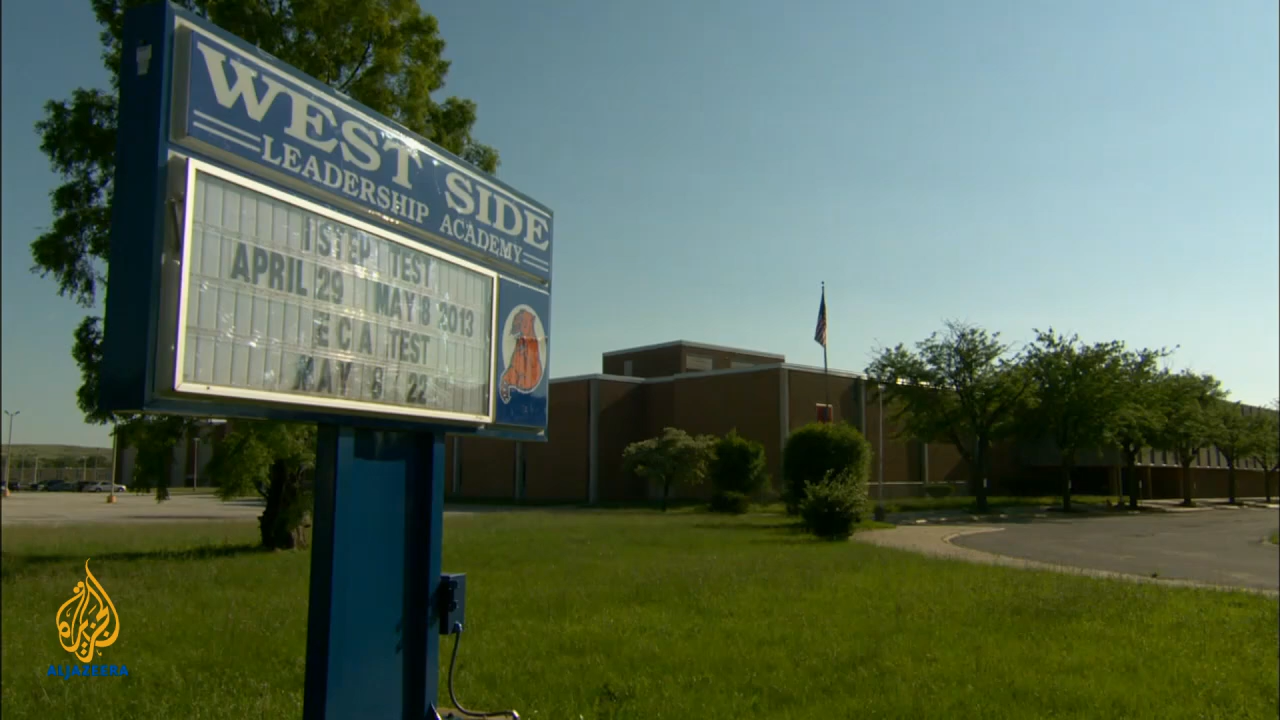 WEST SIDE
LEADERSHIP ACADEMY
ISTEP TEST
APRIL 29 MAY 8 2013
ECA TEST
MAY 8 22
الجزيرة
ALJAZEERA